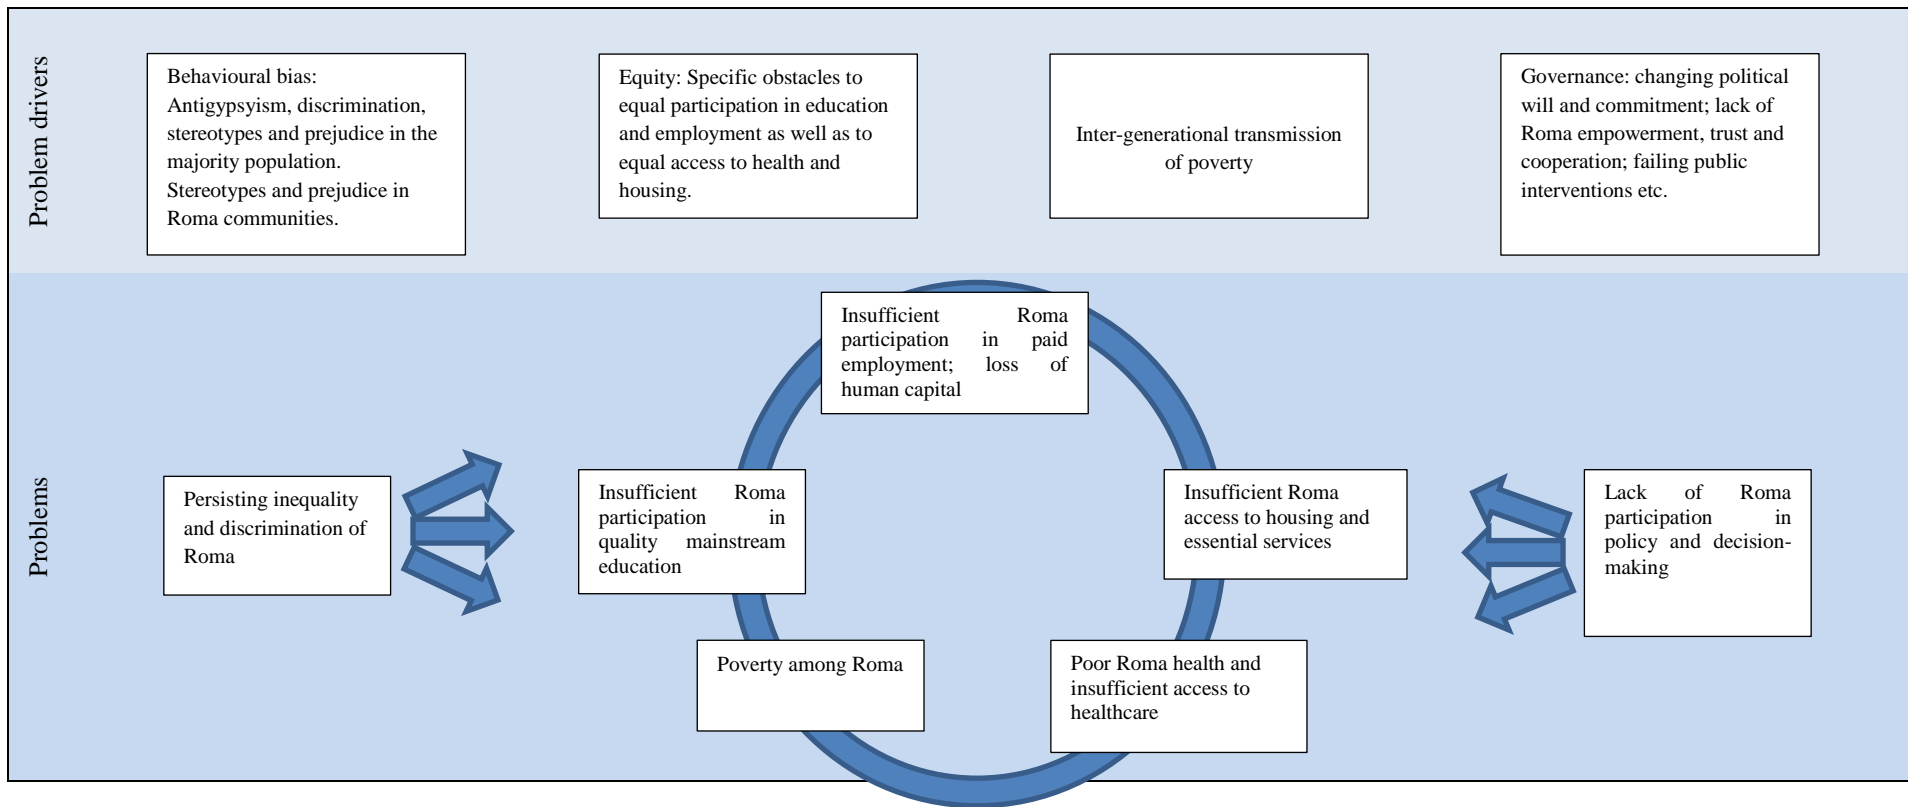 Problem drivers
Behavioural bias:
Antigypsyism, discrimination,
stereotypes and prejudice in the
majority population.
Stereotypes and prejudice in
Roma communities.
Equity: Specific obstacles to
equal participation in education
and employment as well as to
equal access to health and
housing.
Inter-generational transmission
of poverty
Governance: changing political
will and commitment; lack of
Roma empowerment, trust and
cooperation; failing public
interventions etc.
Problems
Insufficient Roma
participation in paid
employment; loss of
human capital
Persisting inequality
and discrimination of
Roma
Insufficient Roma
participation in
quality mainstream
education
Insufficient Roma
access to housing and
essential services
Lack of Roma
participation in
policy and decision-
making
Poverty among Roma
Poor Roma health and
insufficient access to
healthcare